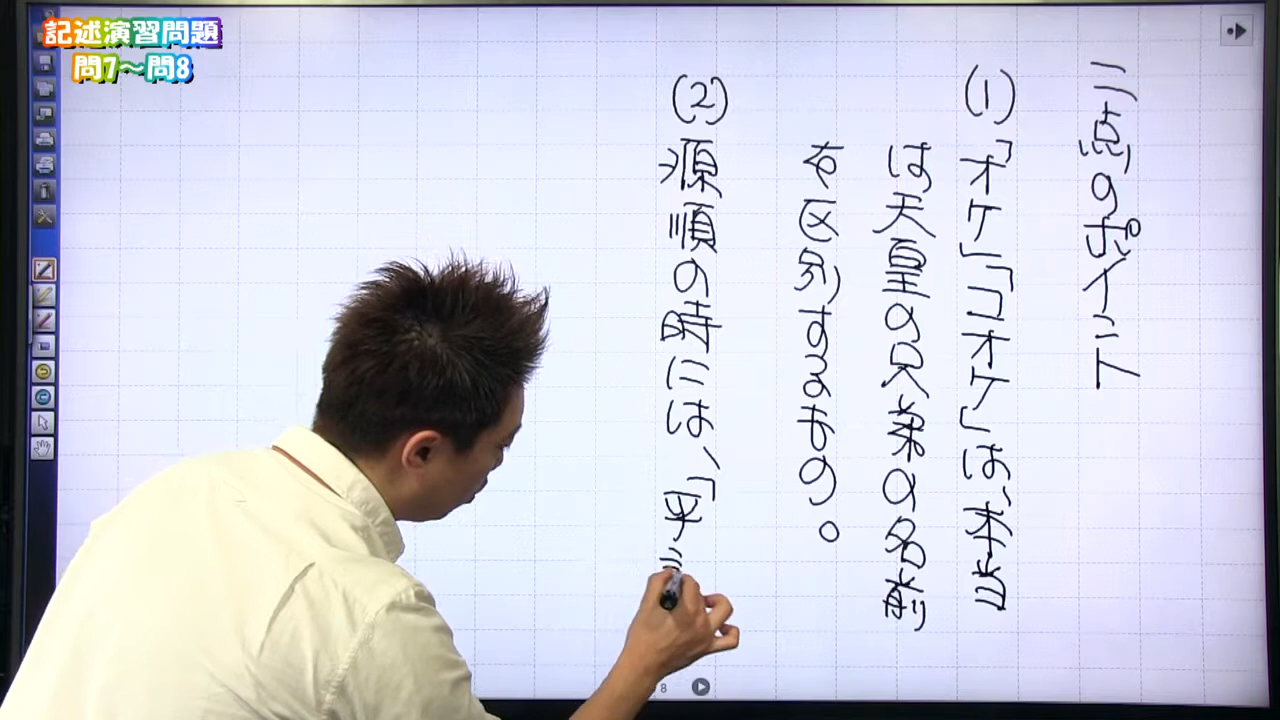 記述演習問題
問7～問8
二点のポイント
(1)「オケ」「コオケ」は、本当
は天皇の兄弟の名前
を区別するもの。
(2)源順の時には、「平
8